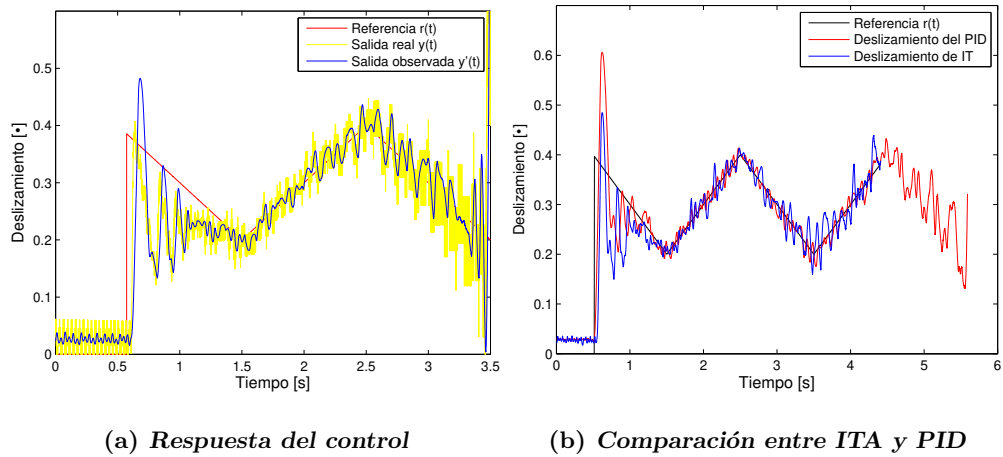 Referencia r(t)
Salida real y(t)
Salida observada y'(t)
Deslizamiento [•]
0.5
0.4
0.3
0.2
0.1
0
0 0.5 1 1.5 2 2.5 3 3.5
Tiempo [s]
(a) Respuesta del control
Referencia r(t)
Deslizamiento del PID
Deslizamiento de IT
Deslizamiento [•]
0.6
0.5
0.4
0.3
0.2
0.1
0
0 1 2 3 4 5 6
Tiempo [s]
(b) Comparación entre ITA y PID